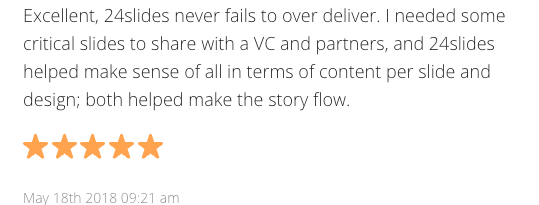 Excellent, 24slides never fails to over deliver. I needed some
critical slides to share with a VC and partners, and 24slides
helped make sense of all in terms of content per slide and
design; both helped make the story flow.
May 18th 2018 09:21 am